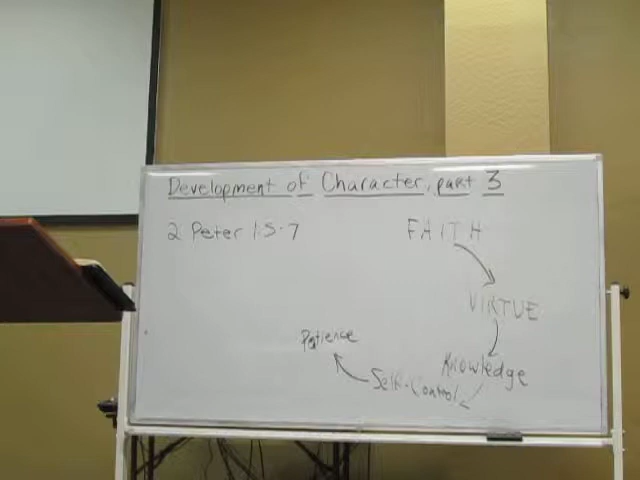 Development of Character, part 3
2 Peter 1:5-7
FAITH
VIRTUE
Knowledge
Self-Control
Patience